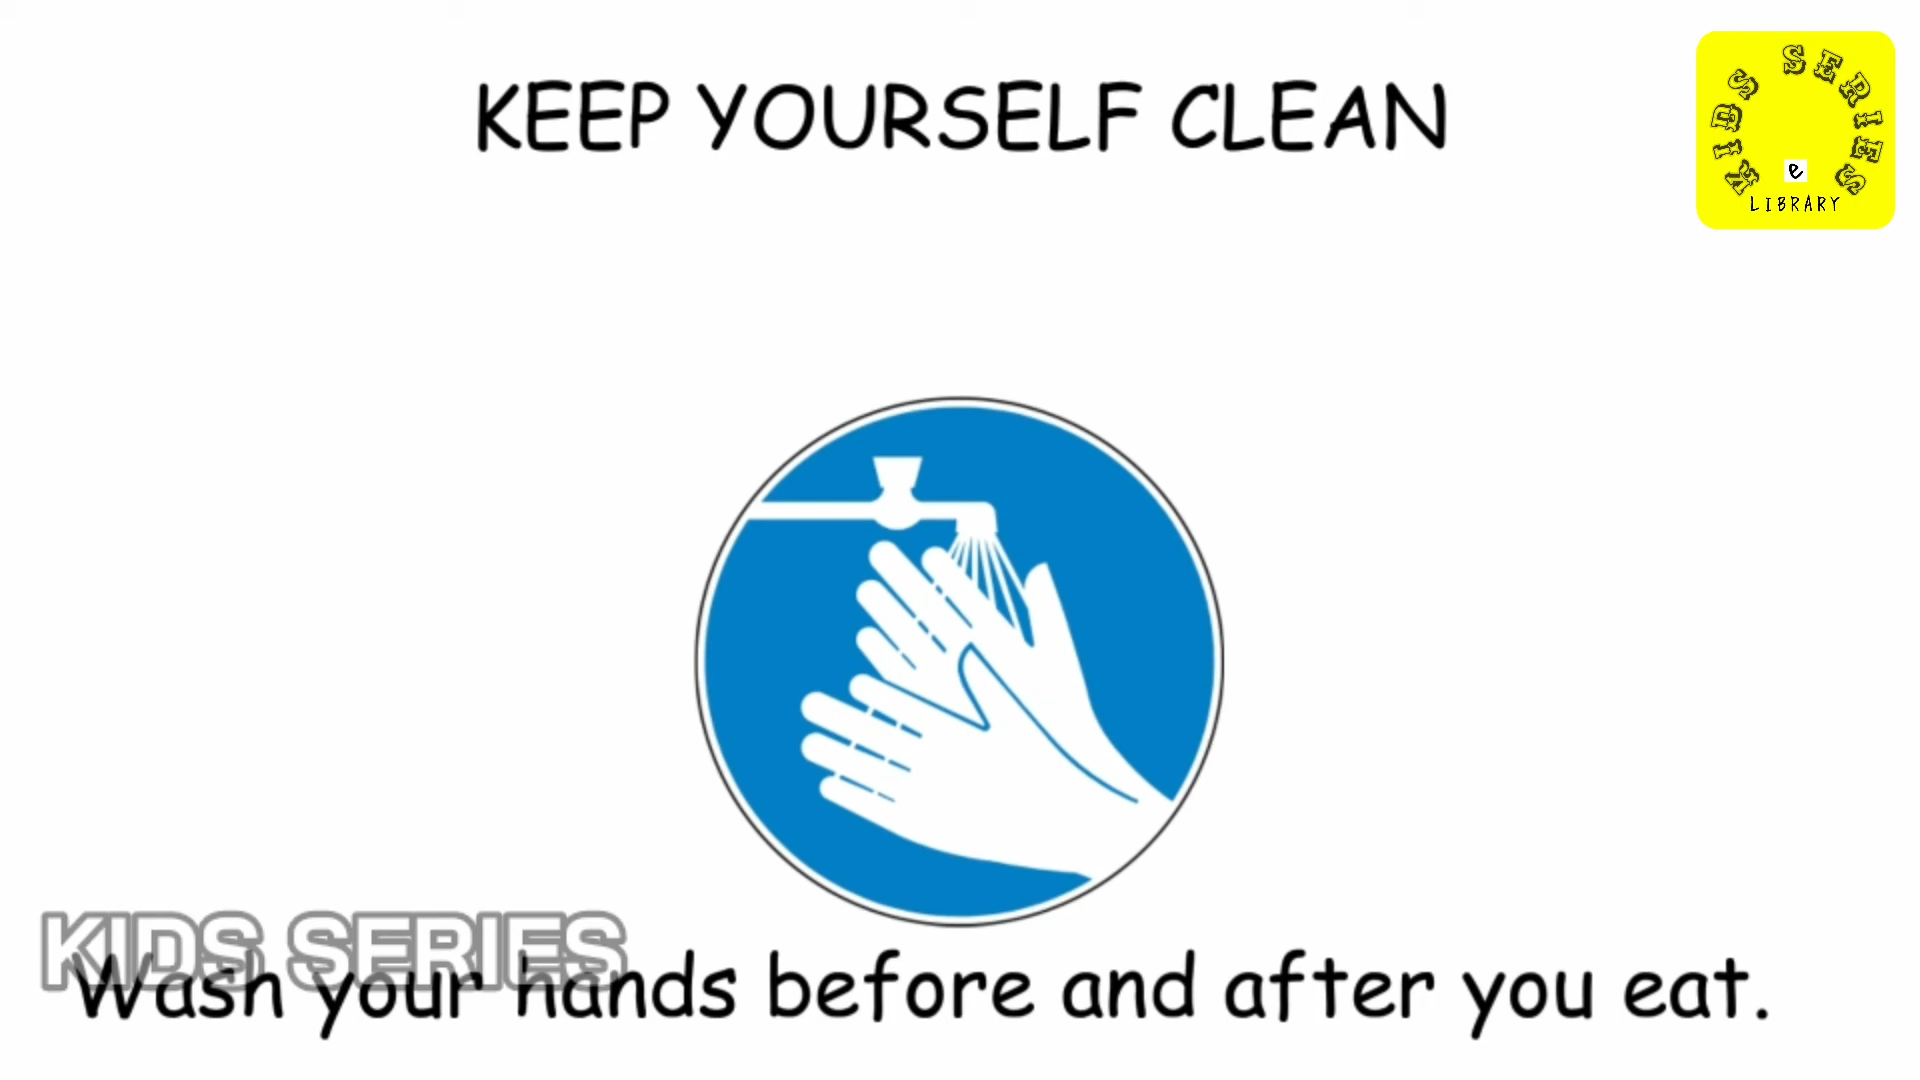 KEEP YOURSELF CLEAN
KIDS SERIES
e
LIBRARY
KIDS SERIES
Wash your hands before and after you eat.